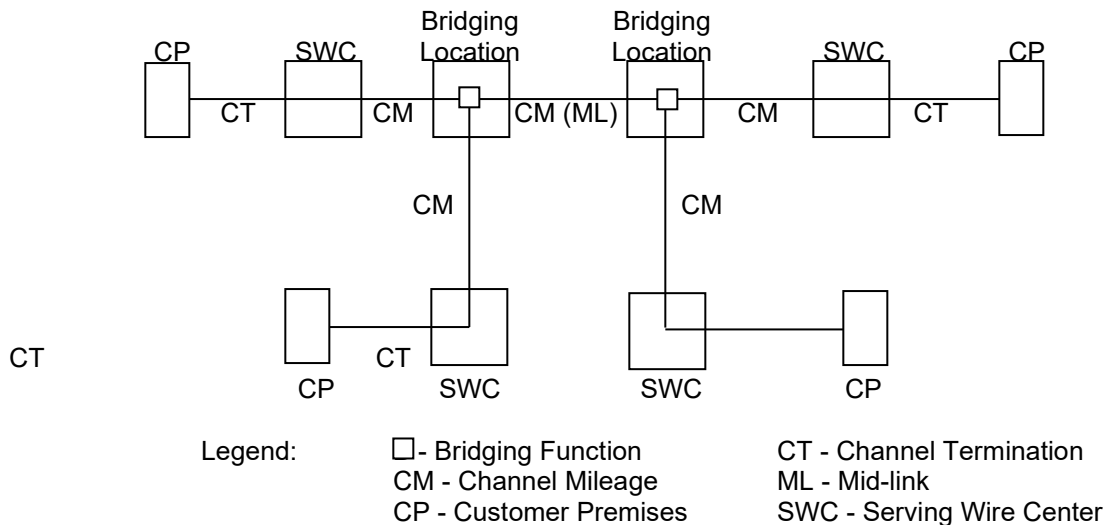 Bridging Location
Bridging Location
CP
SWC
SWC
CP
CT
CM
CM (ML)
CM
CT
CM
CM
CT
CT
CP
SWC
SWC
CP
Legend:
- Bridging Function
CT - Channel Termination
CM - Channel Mileage
ML - Mid-link
CP - Customer Premises
SWC - Serving Wire Center